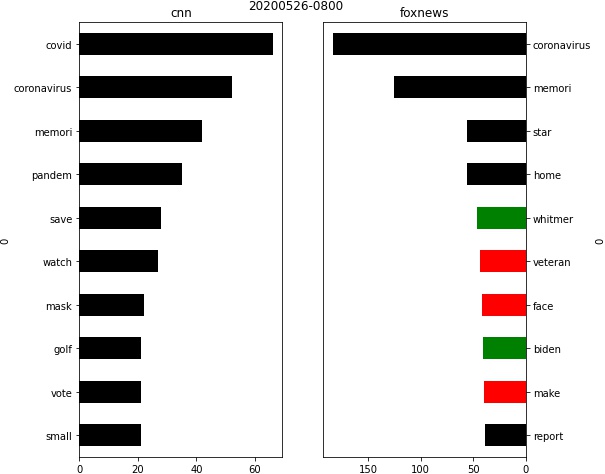 20200526-0800
cnn
foxnews
covid
coronavirus
memori
pandem
save
watch
mask
golf
vote
small
0
0 20 40 60
coronavirus
memori
star
home
whitmer
veteran
face
biden
make
report
0
150 100 50 0